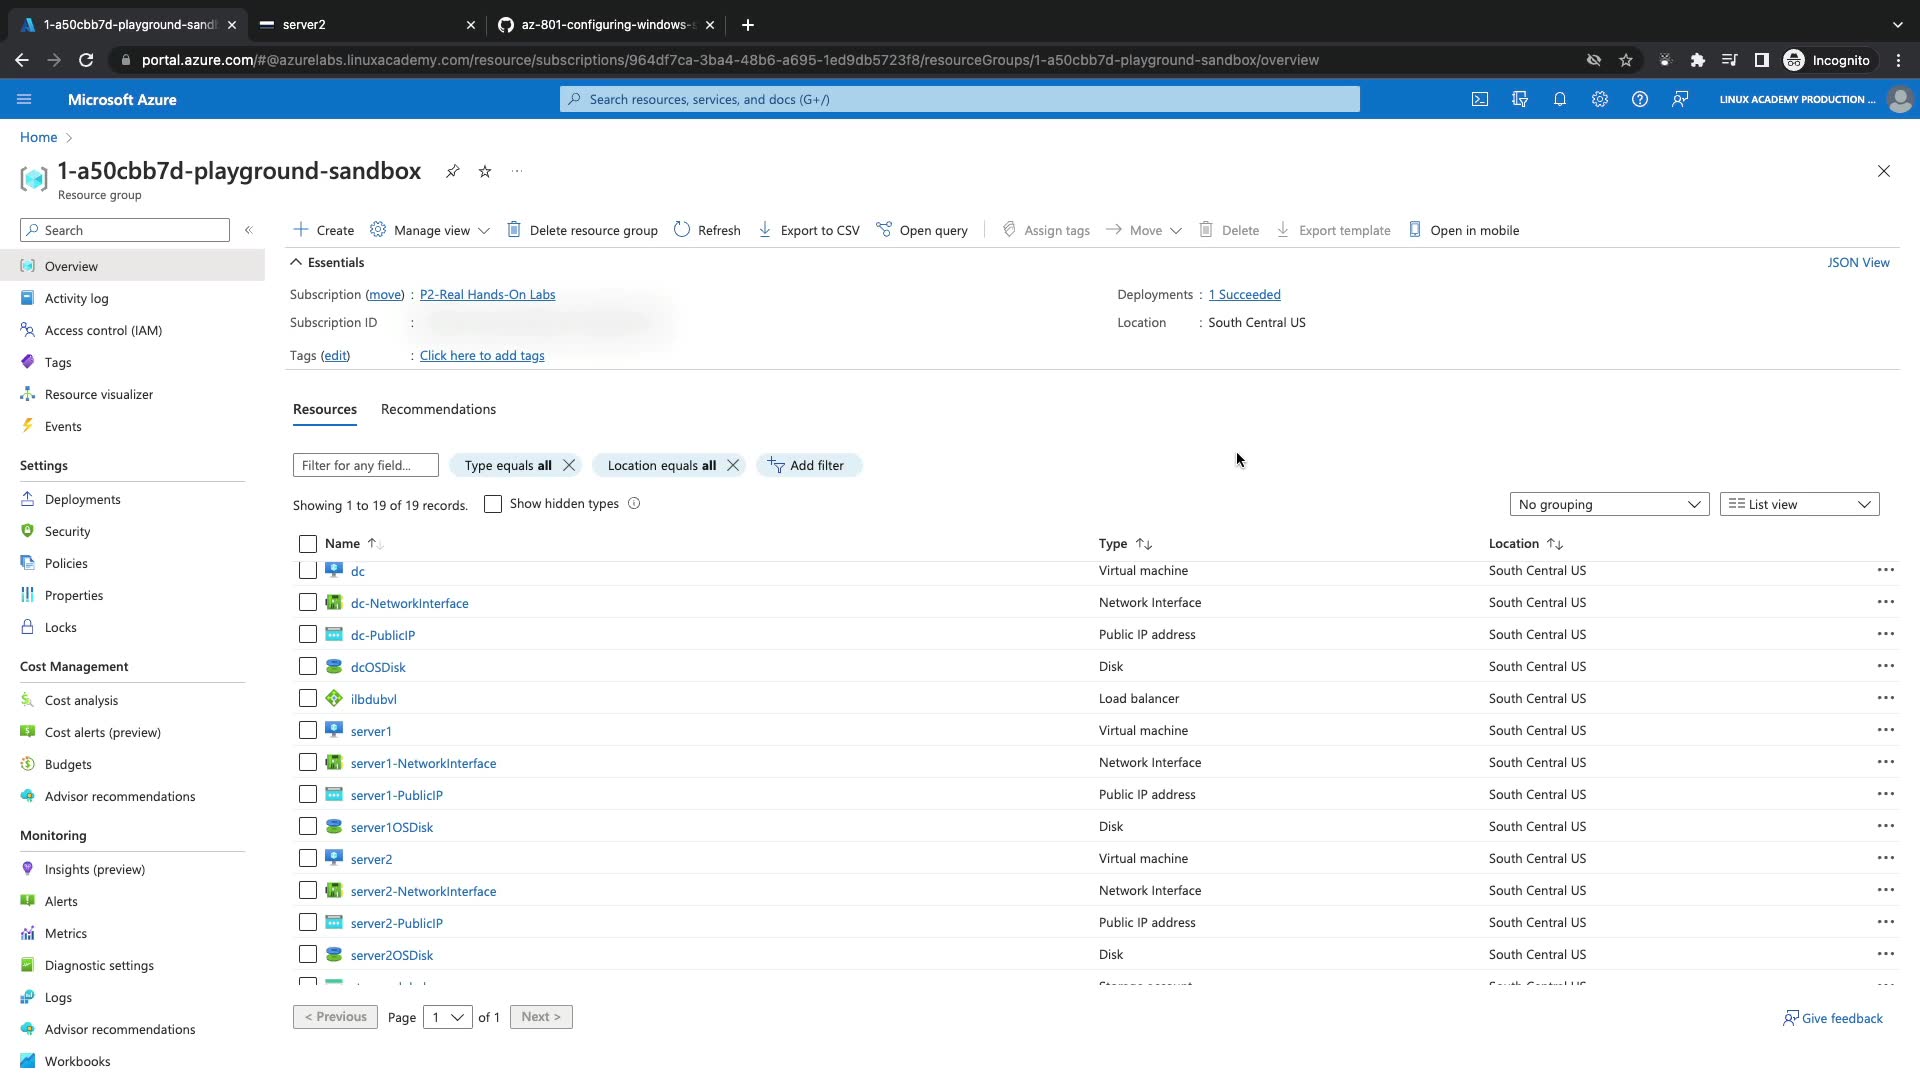 1-a50cbb7d-playground-sand
server2
az-801-configuring-windows-s
portal.azure.com/#@azurelabs.linuxacademy.com/resource/subscriptions/964df7ca-3ba4-48b6-a695-1ed9db5723f8/resourceGroups/1-a50cbb7d-playground-sandbox/overview
Incognito
Microsoft Azure
Search resources, services, and docs (G+/)
LINUX ACADEMY PRODUCTION ...
Home
1-a50cbb7d-playground-sandbox
Resource group
Search
Create
Manage view
Delete resource group
Refresh
Export to CSV
Open query
Assign tags
Move
Delete
Export template
Open in mobile
Overview
Activity log
Access control (IAM)
Tags
Resource visualizer
Events
Settings
Deployments
Security
Policies
Properties
Locks
Cost Management
Cost analysis
Cost alerts (preview)
Budgets
Advisor recommendations
Monitoring
Insights (preview)
Alerts
Metrics
Diagnostic settings
Logs
Advisor recommendations
Workbooks
Essentials
JSON View
Subscription (move) : P2-Real Hands-On Labs
Deployments : 1 Succeeded
Subscription ID :
Location : South Central US
Tags (edit) : Click here to add tags
Resources
Recommendations
Filter for any field...
Type equals all
Location equals all
Add filter
Showing 1 to 19 of 19 records.
Show hidden types
No grouping
List view
Name Type Location
dc Virtual machine South Central US
dc-NetworkInterface Network Interface South Central US
dc-PublicIP Public IP address South Central US
dcOSDisk Disk South Central US
ilbdubvl Load balancer South Central US
server1 Virtual machine South Central US
server1-NetworkInterface Network Interface South Central US
server1-PublicIP Public IP address South Central US
server1OSDisk Disk South Central US
server2 Virtual machine South Central US
server2-NetworkInterface Network Interface South Central US
server2-PublicIP Public IP address South Central US
server2OSDisk Disk South Central US
< Previous
Page 1 of 1
Next >
Give feedback